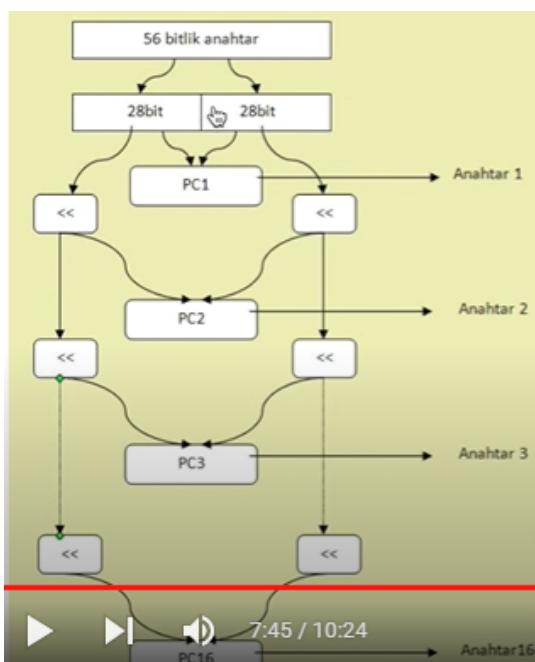 56 bitlik anahtar
28bit 28bit
PC1 Anahtar 1
<< <<
PC2 Anahtar 2
<< <<
PC3 Anahtar 3
<< <<
7:45 / 10:24
PC16 Anahtar16